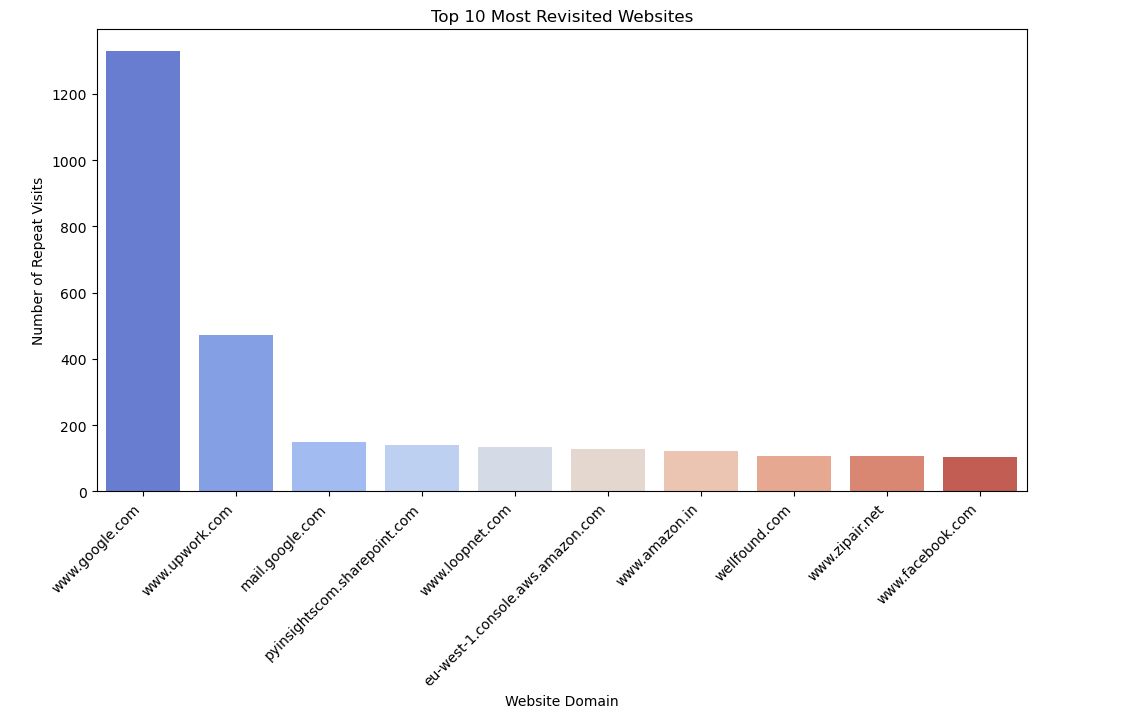 Top 10 Most Revisited Websites
Number of Repeat Visits
1200
1000
800
600
400
200
0
www.google.com
www.upwork.com
mail.google.com
pyinsightscom.sharepoint.com
www.loopnet.com
eu-west-1.console.aws.amazon.com
www.amazon.in
wellfound.com
www.zipair.net
www.facebook.com
Website Domain